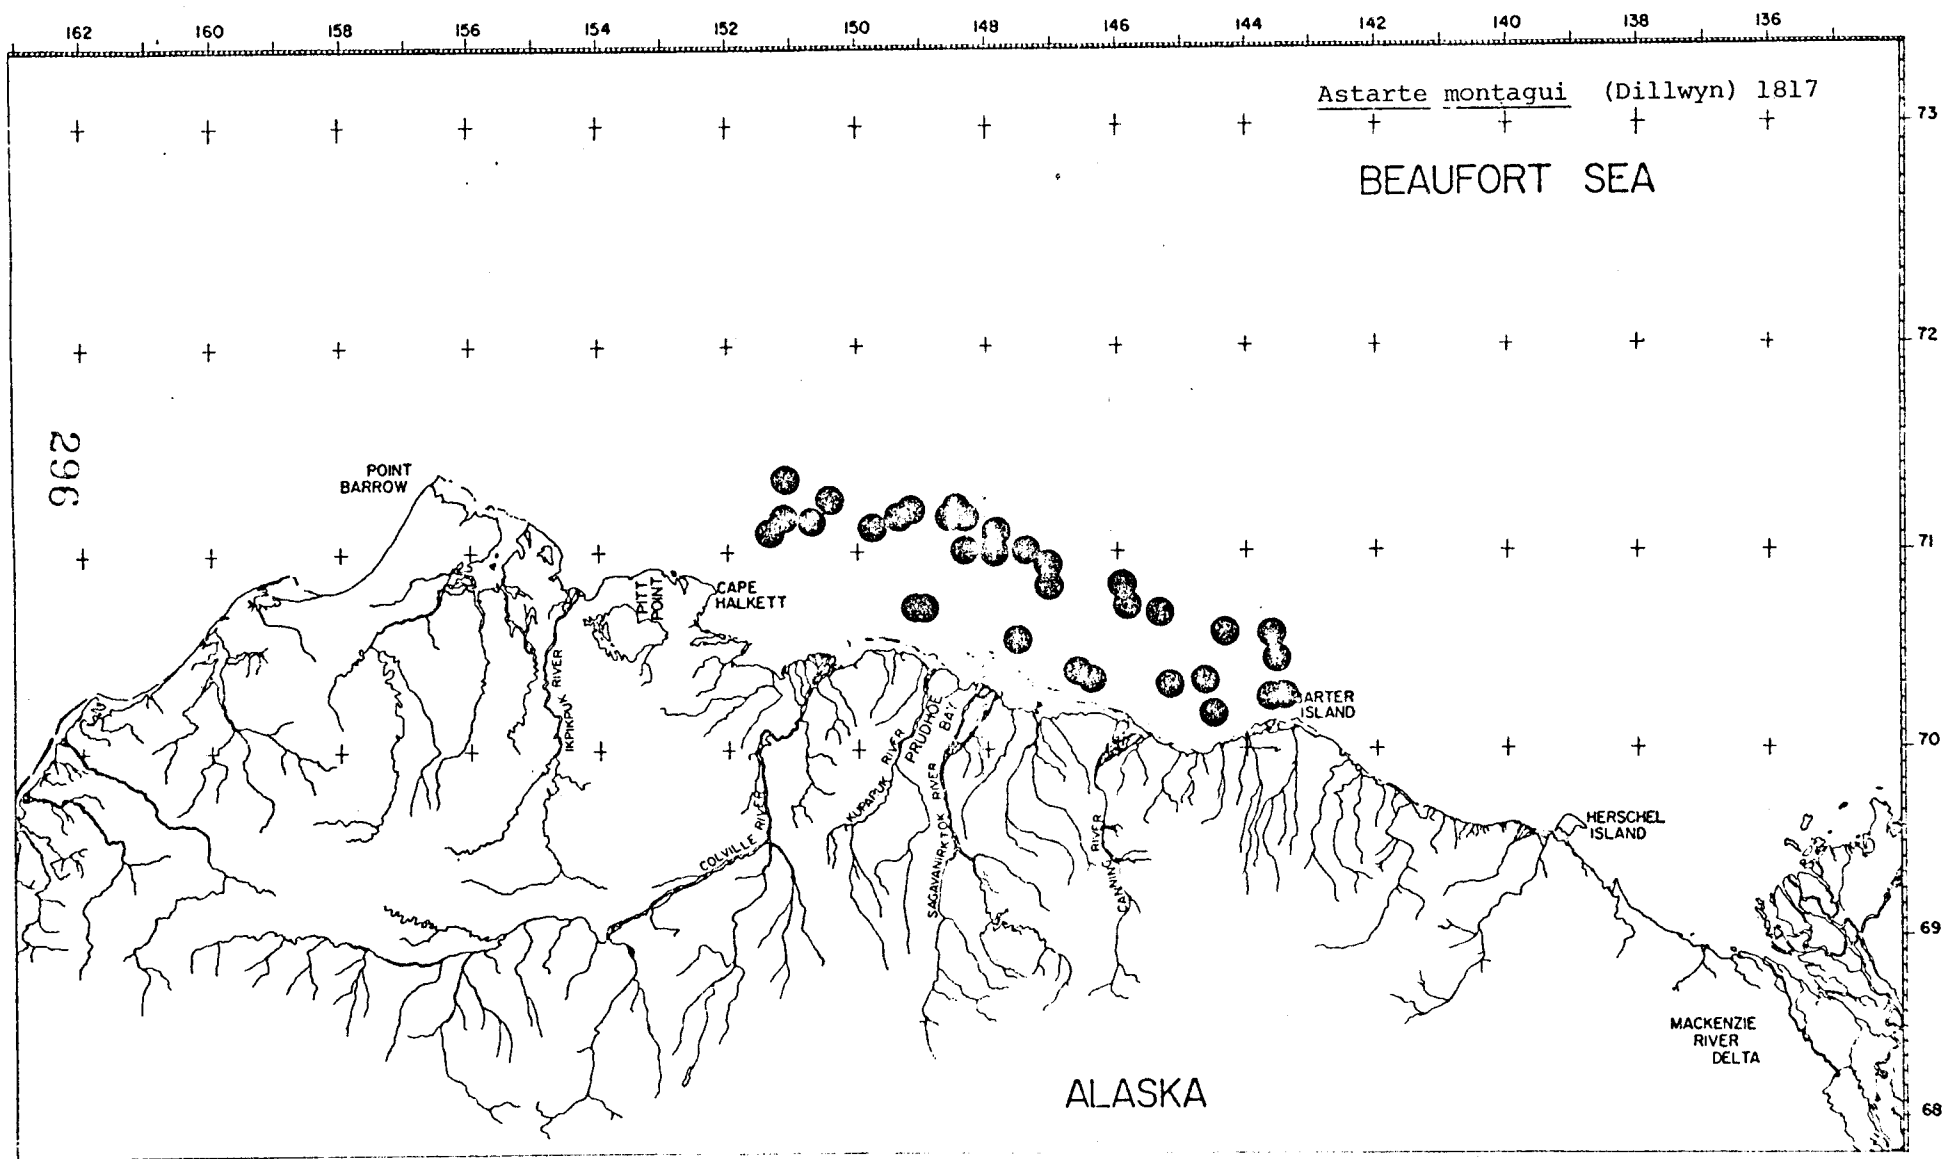 162 160 158 156 154 152 150 148 146 144 142 140 138 136
Astarte montagui (Dillwyn) 1817
73
BEAUFORT SEA
72
296
POINT
BARROW
71
PITT
POINT
CAPE
HALKETT
ARTER
ISLAND
IKPIKPUK RIVER
PRUDHOE
BAY
70
KUPAPUK RIVER
COLVILLE RIVER
SAGAVANIRKTOK RIVER
CANNING RIVER
HERSCHEL
ISLAND
69
MACKENZIE
RIVER
DELTA
ALASKA
68